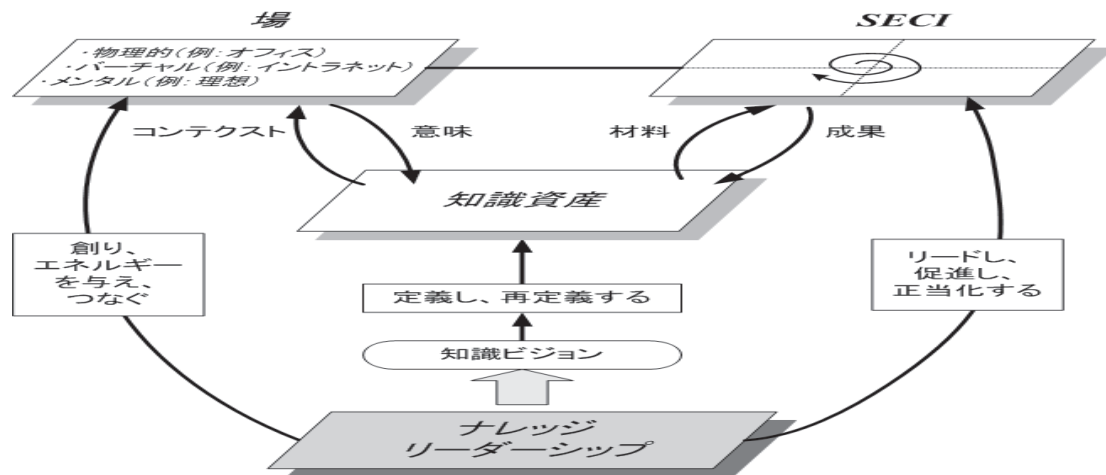 場
SECI
・物理的(例:オフィス)
・バーチャル(例:イントラネット)
・メンタル(例:理想)
コンテクスト
意味
材料
成果
知識資産
創り、
エネルギー
を与え、
つなぐ
リードし、
促進し、
正当化する
定義し、再定義する
知識ビジョン
ナレッジ
リーダーシップ